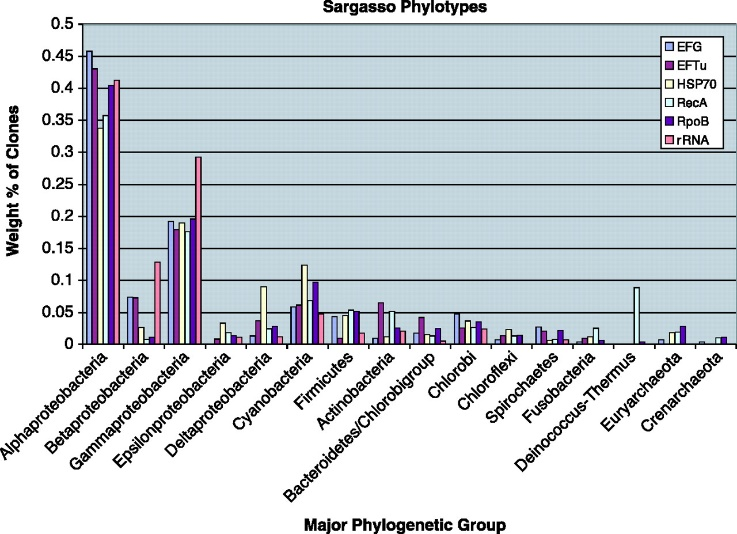 Sargasso Phylotypes
0.5
0.45
0.4
0.35
0.3
0.25
0.2
0.15
0.1
0.05
0
Weight % of Clones
EFG
EFTu
HSP70
RecA
RpoB
rRNA
Alphaproteobacteria
Betaproteobacteria
Gammaproteobacteria
Epsilonproteobacteria
Deltaproteobacteria
Cyanobacteria
Firmicutes
Actinobacteria
Bacteroidetes/Chlorobigroup
Chlorobi
Chloroflexi
Spirochaetes
Fusobacteria
Deinococcus-Thermus
Euryarchaeota
Crenarchaeota
Major Phylogenetic Group